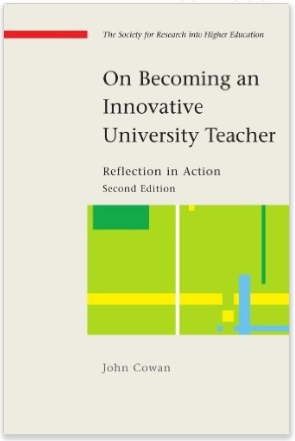 The Society for Research into Higher Education
On Becoming an
Innovative
University Teacher
Reflection in Action
Second Edition
John Cowan